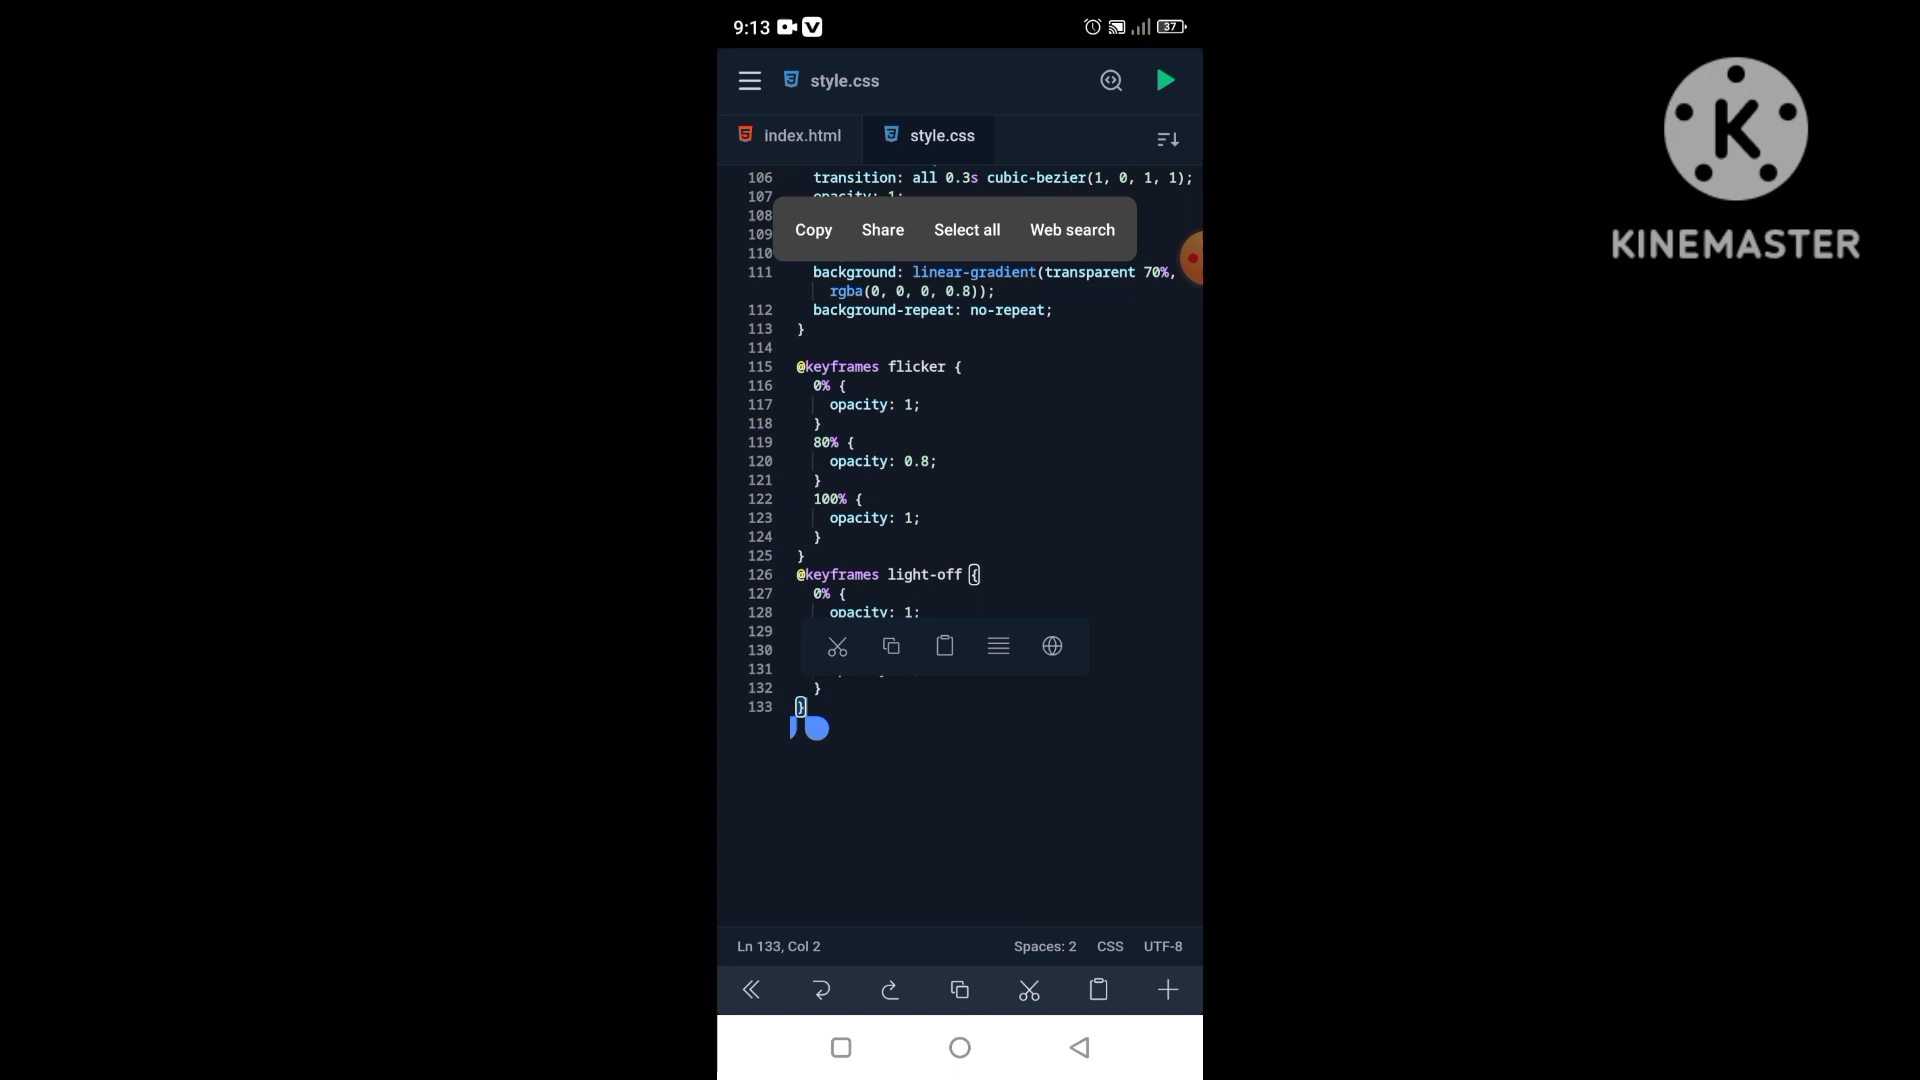 9:13
37
style.css
index.html
style.css
106 transition: all 0.3s cubic-bezier(1, 0, 1, 1);
107
108
109
110
Copy Share Select all Web search
111 background: linear-gradient(transparent 70%,
rgba(0, 0, 0, 0.8));
112 background-repeat: no-repeat;
113 }
114
115 @keyframes flicker {
116 0% {
117 opacity: 1;
118 }
119 80% {
120 opacity: 0.8;
121 }
122 100% {
123 opacity: 1;
124 }
125 }
126 @keyframes light-off {
127 0% {
128 opacity: 1;
129
130
131
132 }
133 }
Ln 133, Col 2 Spaces: 2 CSS UTF-8
K
KINEMASTER